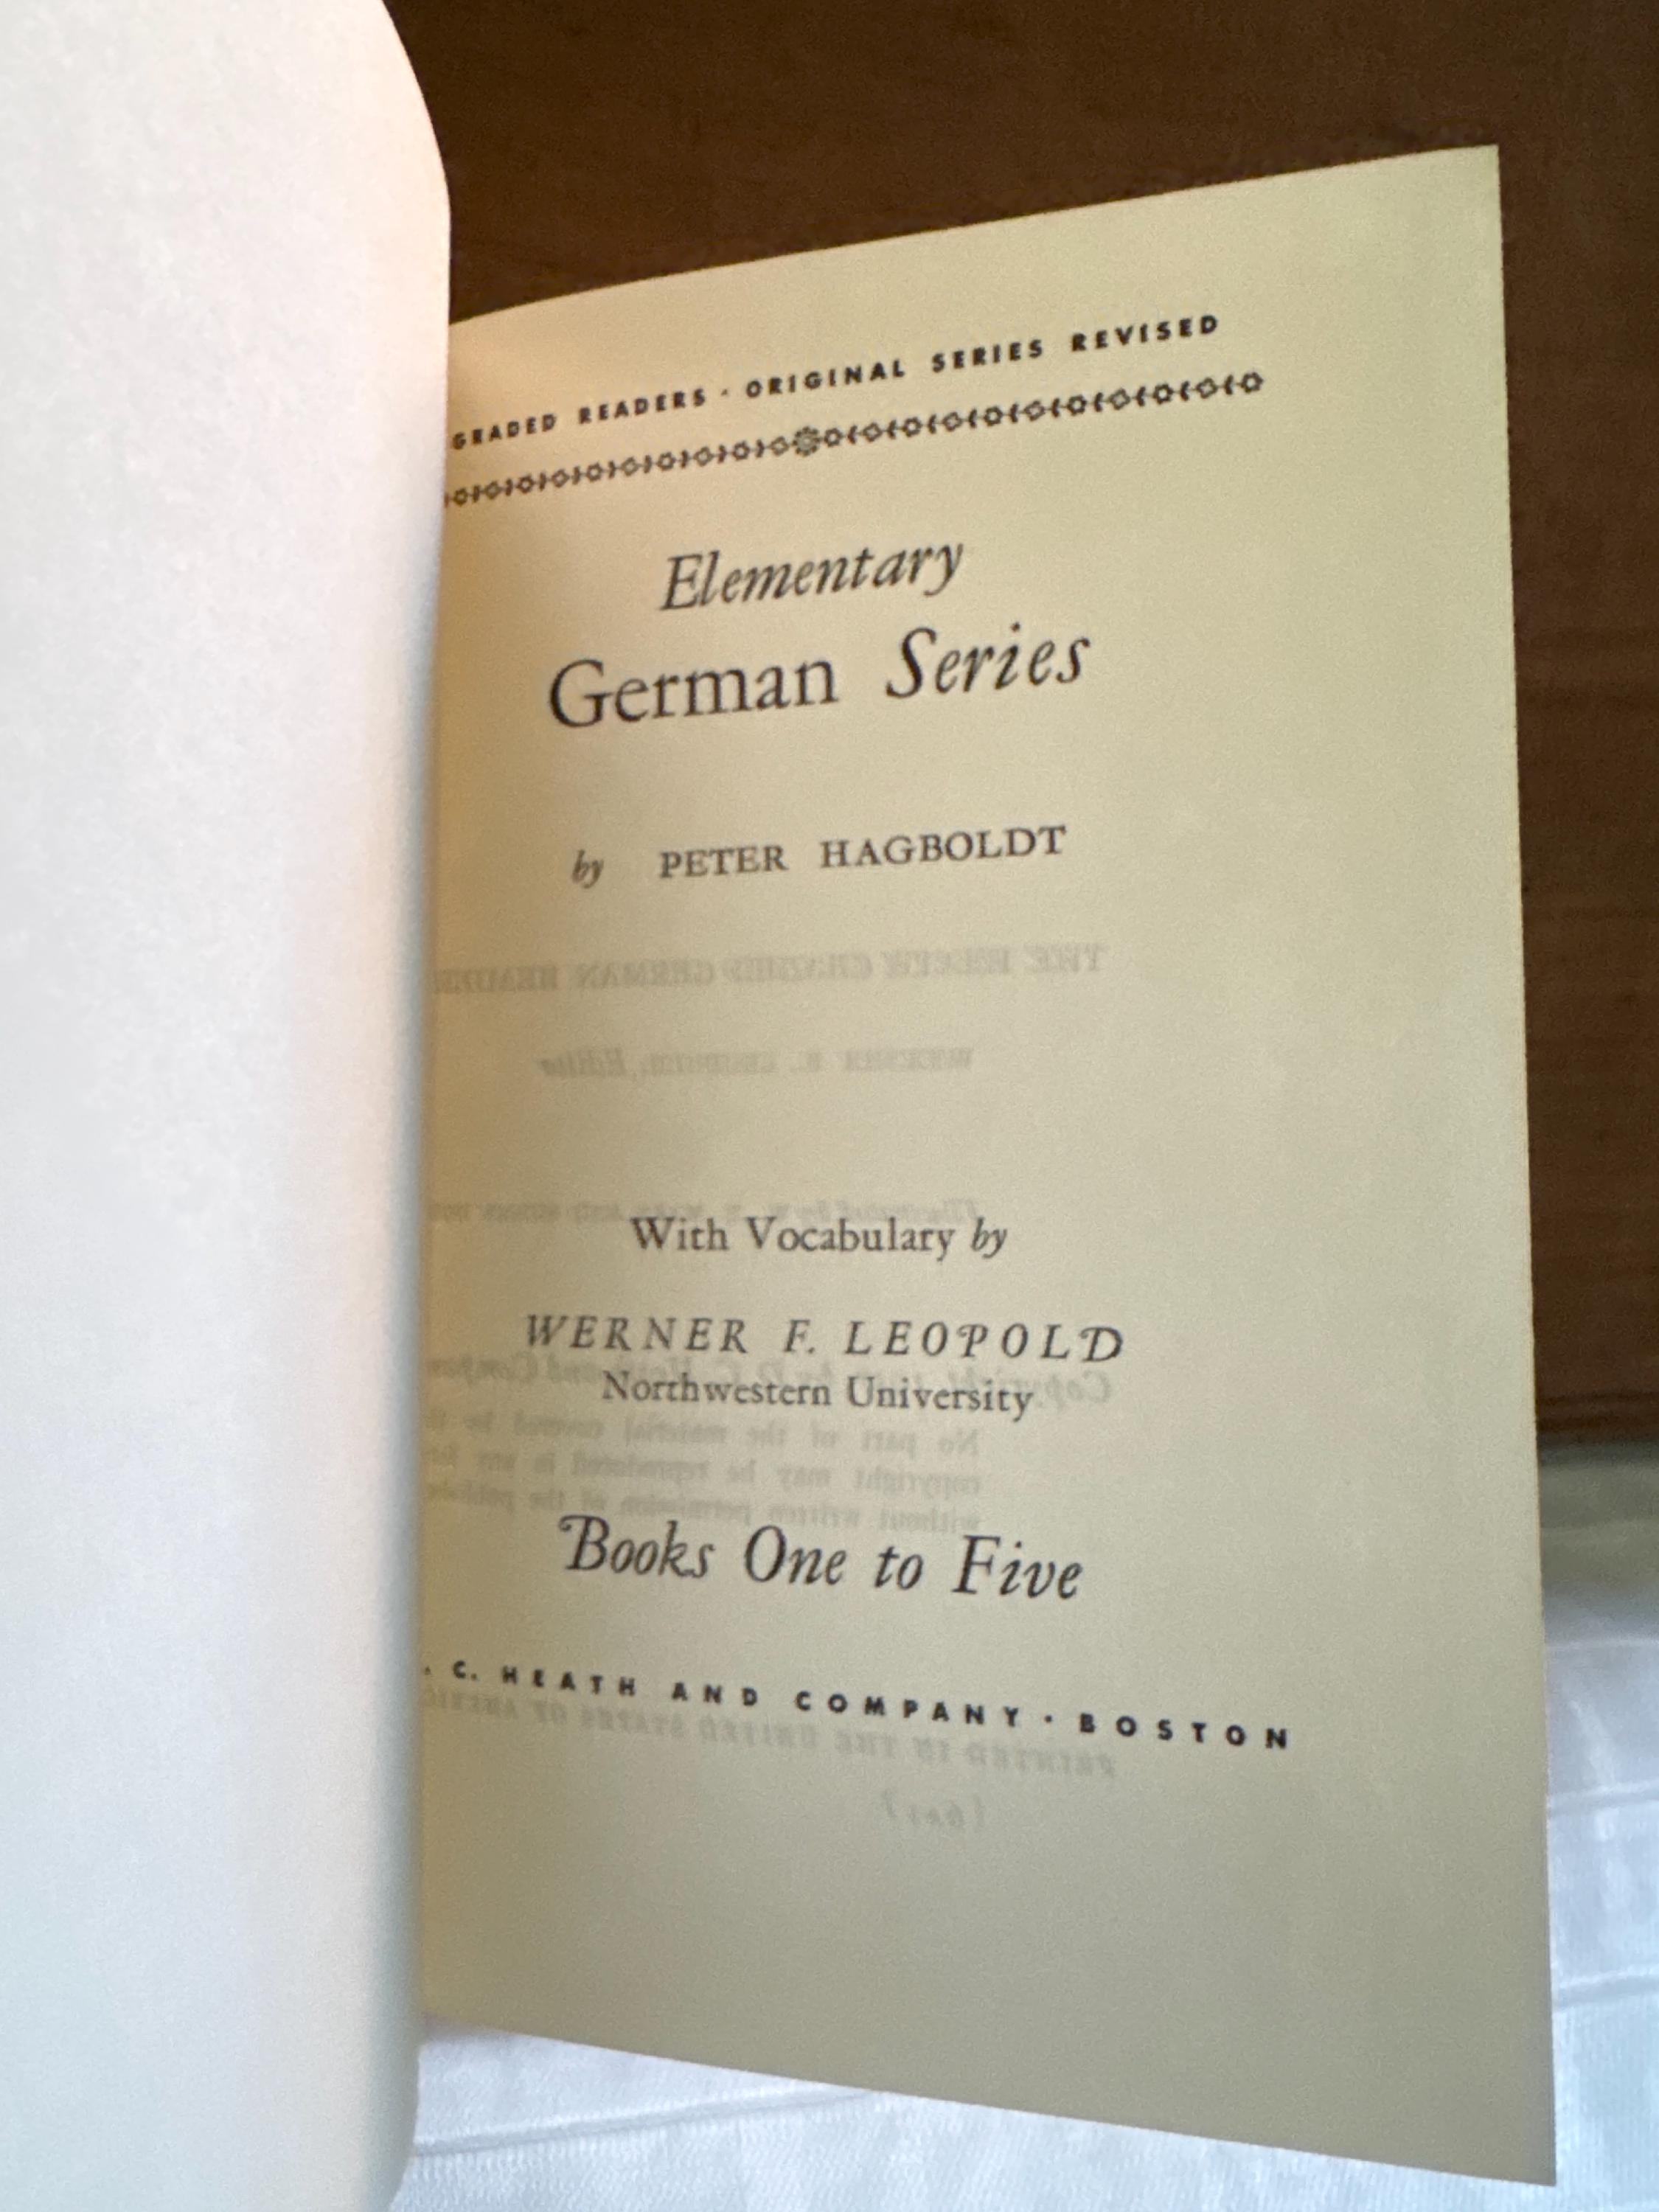 GRADED READERS · ORIGINAL SERIES REVISED
Elementary
German Series
by PETER HAGBOLDT
With Vocabulary by
WERNER F. LEOPOLD
Northwestern University
Books One to Five
. C. HEATH AND COMPANY · BOSTON